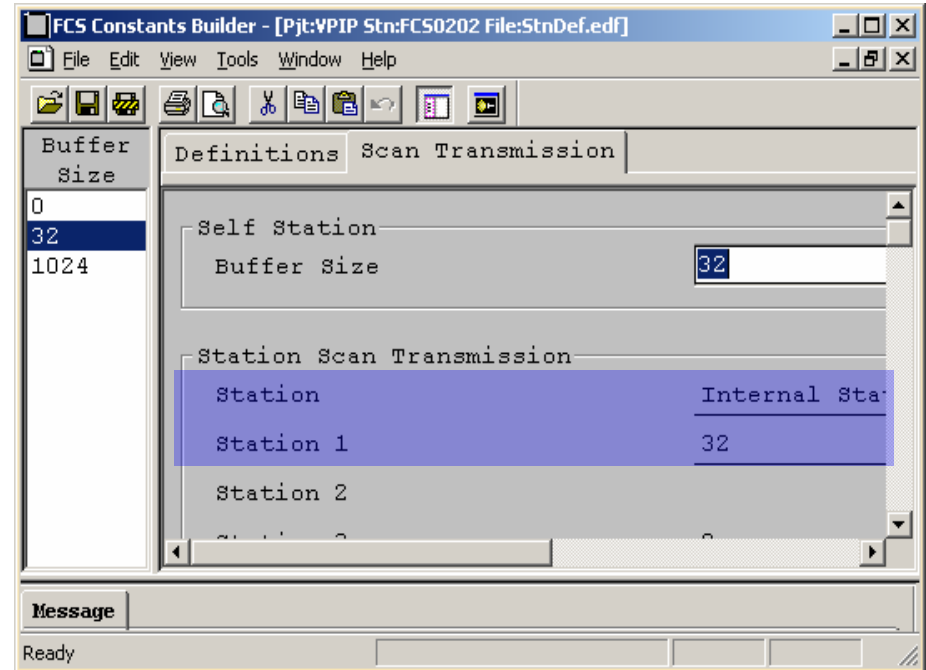 FCS Constants Builder - [Pjt:VPIP Stn:FCS0202 File:StnDef.edf]
File Edit View Tools Window Help
Buffer Size
0
32
1024
Definitions Scan Transmission
Self Station
Buffer Size 32
Station Scan Transmission
Station Internal
Station 1 32
Station 2
Message
Ready